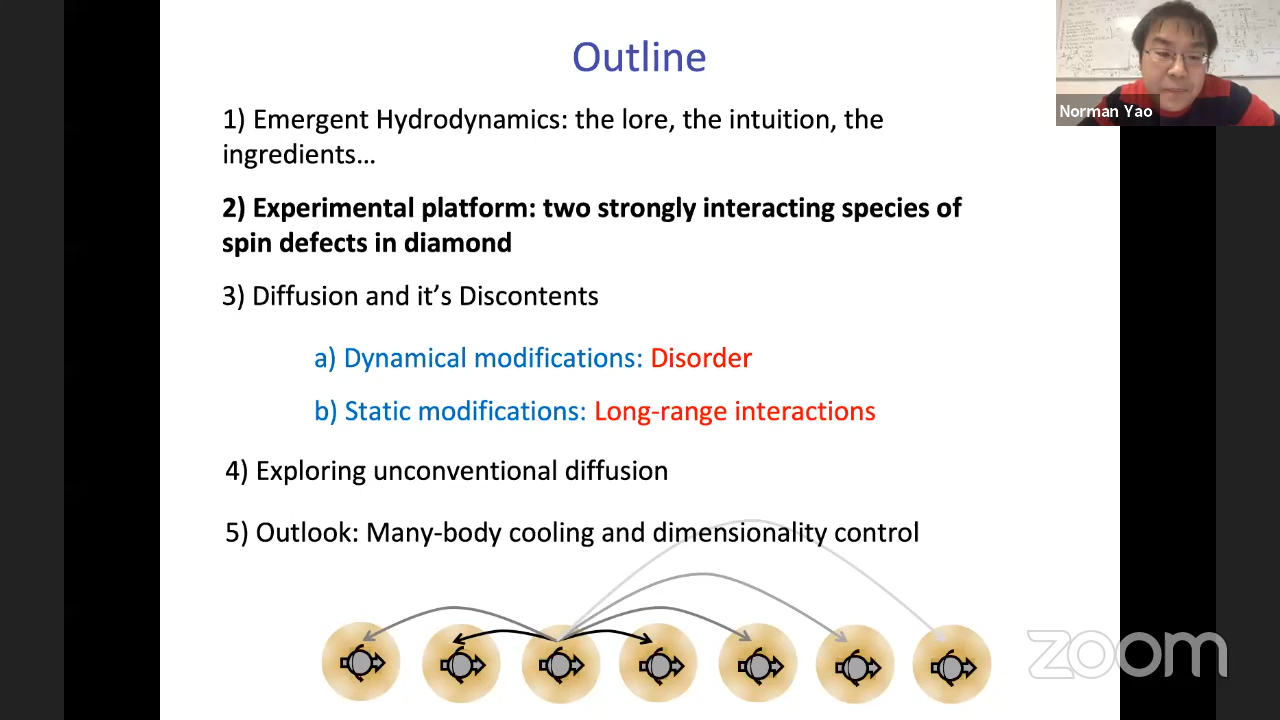 Outline
Norman Yao
1) Emergent Hydrodynamics: the lore, the intuition, the
ingredients…
2) Experimental platform: two strongly interacting species of
spin defects in diamond
3) Diffusion and it’s Discontents
a) Dynamical modifications: Disorder
b) Static modifications: Long-range interactions
4) Exploring unconventional diffusion
5) Outlook: Many-body cooling and dimensionality control
zoom